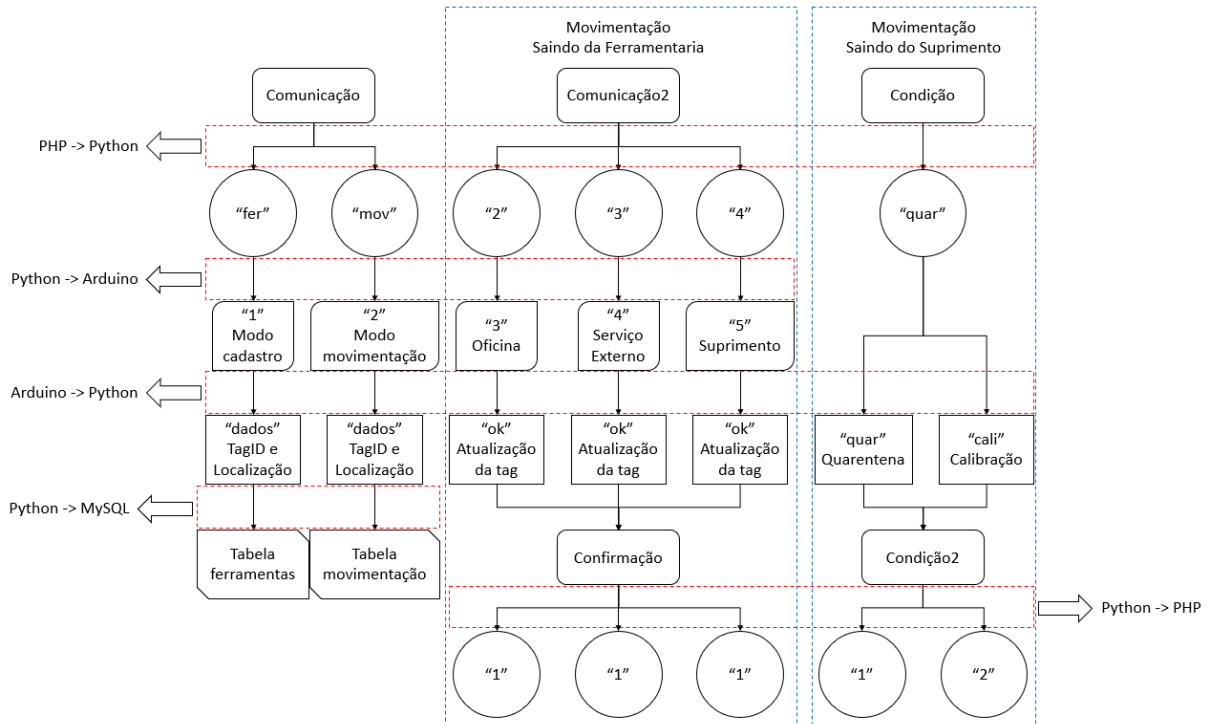 Movimentação
Saindo da Ferramentaria
Movimentação
Saindo do Suprimento
Comunicação
Comunicação2
Condição
PHP -> Python
“fer”
“mov”
“2”
“3”
“4”
“quar”
Python -> Arduino
“1”
Modo
cadastro
“2”
Modo
movimentação
“3”
Oficina
“4”
Serviço
Externo
“5”
Suprimento
Arduino -> Python
“dados”
TagID e
Localização
“dados”
TagID e
Localização
“ok”
Atualização
da tag
“ok”
Atualização
da tag
“ok”
Atualização
da tag
“quar”
Quarentena
“cali”
Calibração
Python -> MySQL
Tabela
ferramentas
Tabela
movimentação
Confirmação
Condição2
Python -> PHP
“1”
“1”
“1”
“1”
“2”